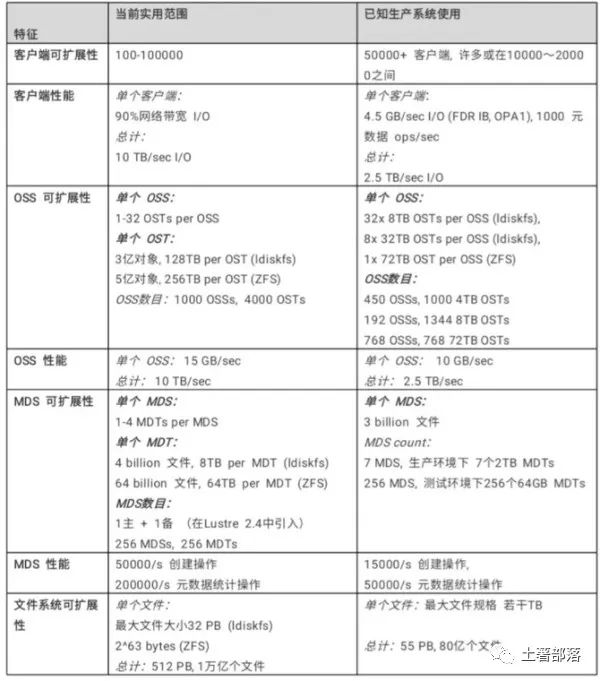 特征
当前实用范围
已知生产系统使用
客户端可扩展性
100-100000
50000+ 客户端, 许多或在10000～2000
0之间
客户端性能
单个客户端:
90%网络带宽 I/O
总计:
10 TB/sec I/O
单个客户端:
4.5 GB/sec I/O (FDR IB, OPA1), 1000 元
数据 ops/sec
总计:
2.5 TB/sec I/O
OSS 可扩展性
单个 OSS:
1-32 OSTs per OSS
单个 OST:
3亿对象, 128TB per OST (ldiskfs)
5亿对象, 256TB per OST (ZFS)
OSS数目: 1000 OSSs, 4000 OSTs
单个 OSS:
32x 8TB OSTs per OSS (ldiskfs),
8x 32TB OSTs per OSS (ldiskfs),
1x 72TB OST per OSS (ZFS)
OSS数目:
450 OSSs, 1000 4TB OSTs
192 OSSs, 1344 8TB OSTs
768 OSSs, 768 72TB OSTs
OSS 性能
单个 OSS: 15 GB/sec
总计: 10 TB/sec
单个 OSS: 10 GB/sec
总计: 2.5 TB/sec
MDS 可扩展性
单个 MDS:
1-4 MDTs per MDS
单个 MDT:
4 billion 文件, 8TB per MDT (ldiskfs)
64 billion 文件, 64TB per MDT (ZFS)
MDS数目:
1主 + 1备 （在Lustre 2.4中引入）
256 MDSs, 256 MDTs
单个 MDS:
3 billion 文件
MDS count:
7 MDS, 生产环境下 7个2TB MDTs
256 MDS, 测试环境下256个64GB MDTs
MDS 性能
50000/s 创建操作,
200000/s 元数据统计操作
15000/s 创建操作,
50000/s 元数据统计操作
文件系统可扩展
性
单个文件:
最大文件大小32 PB (ldiskfs)
2^63 bytes (ZFS)
总计: 512 PB, 1万亿个文件
单个文件: 最大文件规格 若干TB
总计: 55 PB, 80亿个文件
土著部落